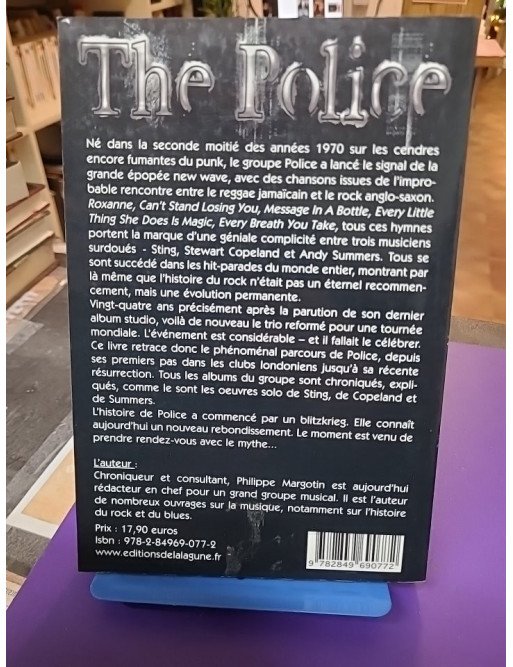 The Police
Né dans la seconde moitié des années 1970 sur les cendres
encore fumantes du punk, le groupe Police a lancé le signal de la
grande épopée new wave, avec des chansons issues de l'impro-
bable rencontre entre le reggae jamaïcain et le rock anglo-saxon.
Roxanne, Can't Stand Losing You, Message In A Bottle, Every Little
Thing She Does Is Magic, Every Breath You Take, tous ces hymnes
portent la marque d'une géniale complicité entre trois musiciens
surdoués - Sting, Stewart Copeland et Andy Summers. Tous se
sont succédé dans les hit-parades du monde entier, montrant par
là même que l'histoire du rock n'était pas un éternel recommen-
cement, mais une évolution permanente.
Vingt-quatre ans précisément après la parution de son dernier
album studio, voilà de nouveau le trio reformé pour une tournée
mondiale. L'événement est considérable – et il fallait le célébrer.
Ce livre retrace donc le phénoménal parcours de Police, depuis
ses premiers pas dans les clubs londoniens jusqu'à sa récente
résurrection. Tous les albums du groupe sont chroniqués, expli-
qués, comme le sont les oeuvres solo de Sting, de Copeland et
de Summers.
L'histoire de Police a commencé par un blitzkrieg. Elle connaît
aujourd'hui un nouveau rebondissement. Le moment est venu de
prendre rendez-vous avec le mythe...
L'auteur :
Chroniqueur et consultant, Philippe Margotin est aujourd'hui
rédacteur en chef pour un grand groupe musical. Il est l'auteur
de nombreux ouvrages sur la musique, notamment sur l'histoire
du rock et du blues.
Prix : 17,90 euros
Isbn : 978-2-84969-077-2
www.editionsdelalagune.fr
9 782849 690772